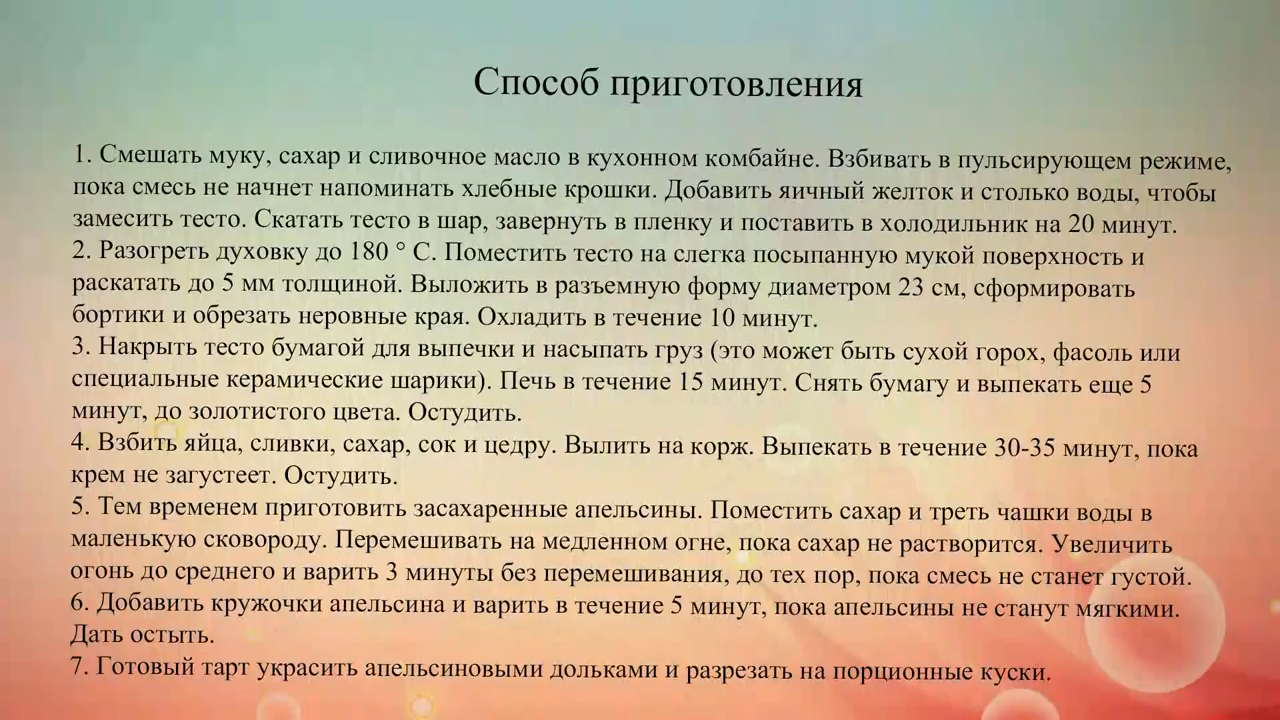 Способ приготовления
1. Смешать муку, сахар и сливочное масло в кухонном комбайне. Взбивать в пульсирующем режиме,
пока смесь не начнет напоминать хлебные крошки. Добавить яичный желток и столько воды, чтобы
замесить тесто. Скатать тесто в шар, завернуть в пленку и поставить в холодильник на 20 минут.
2. Разогреть духовку до 180 ° С. Поместить тесто на слегка посыпанную мукой поверхность и
раскатать до 5 мм толщиной. Выложить в разъемную форму диаметром 23 см, сформировать
бортики и обрезать неровные края. Охладить в течение 10 минут.
3. Накрыть тесто бумагой для выпечки и насыпать груз (это может быть сухой горох, фасоль или
специальные керамические шарики). Печь в течение 15 минут. Снять бумагу и выпекать еще 5
минут, до золотистого цвета. Остудить.
4. Взбить яйца, сливки, сахар, сок и цедру. Вылить на корж. Выпекать в течение 30-35 минут, пока
крем не загустеет. Остудить.
5. Тем временем приготовить засахаренные апельсины. Поместить сахар и треть чашки воды в
маленькую сковороду. Перемешивать на медленном огне, пока сахар не растворится. Увеличить
огонь до среднего и варить 3 минуты без перемешивания, до тех пор, пока смесь не станет густой.
6. Добавить кружочки апельсина и варить в течение 5 минут, пока апельсины не станут мягкими.
Дать остыть.
7. Готовый тарт украсить апельсиновыми дольками и разрезать на порционные куски.